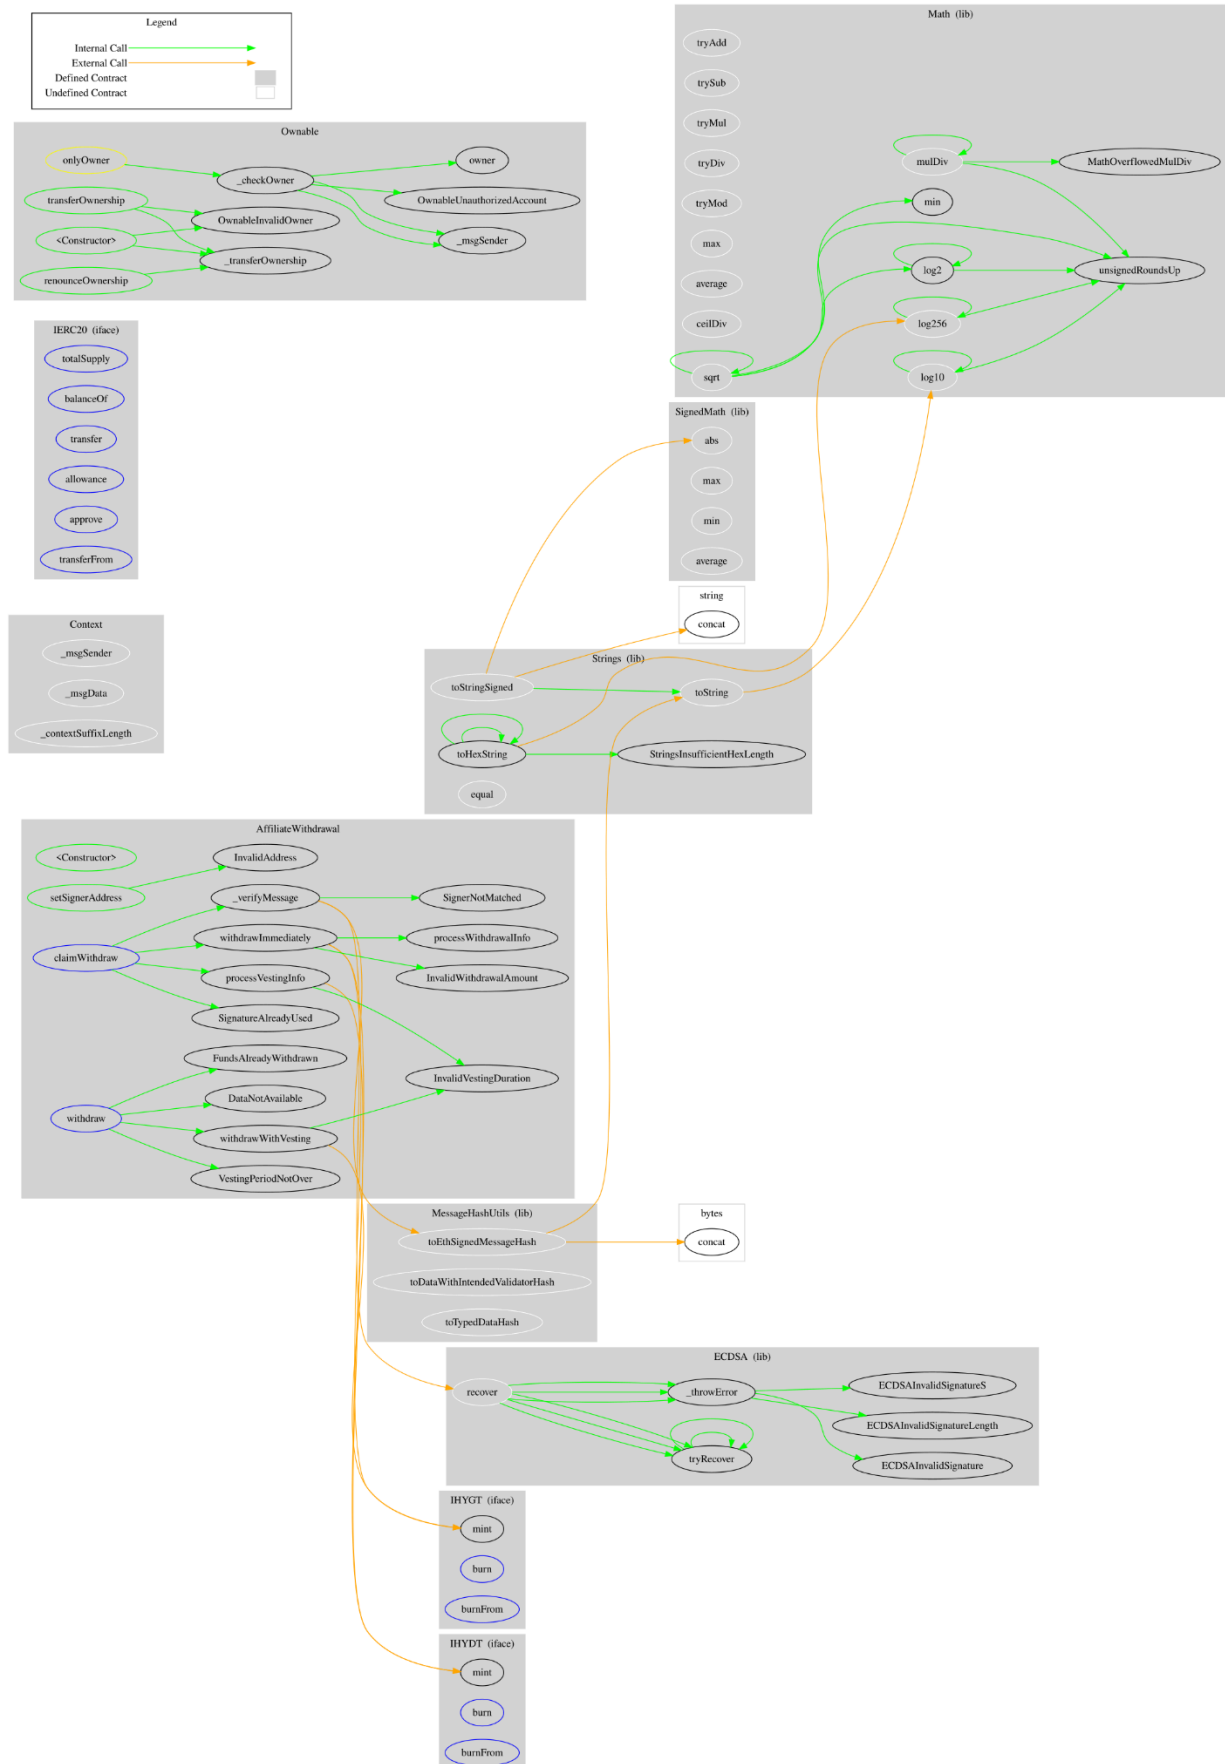 Legend
Internal Call
External Call
Defined Contract
Undefined Contract
Ownable
onlyOwner
transferOwnership
<Constructor>
renounceOwnership
_checkOwner
OwnableInvalidOwner
_transferOwnership
owner
OwnableUnauthorizedAccount
_msgSender
IERC20 (iface)
totalSupply
balanceOf
transfer
allowance
approve
transferFrom
Context
_msgSender
_msgData
_contextSuffixLength
Math (lib)
tryAdd
trySub
tryMul
tryDiv
tryMod
max
average
ceilDiv
sqrt
mulDiv
min
log2
log256
log10
MathOverflowedMulDiv
unsignedRoundsUp
SignedMath (lib)
abs
max
min
average
string
concat
Strings (lib)
toStringSigned
toString
toHexString
StringsInsufficientHexLength
equal
AffiliateWithdrawal
<Constructor>
setSignerAddress
claimWithdraw
withdraw
InvalidAddress
_verifyMessage
withdrawImmediately
processVestingInfo
SignatureAlreadyUsed
FundsAlreadyWithdrawn
DataNotAvailable
withdrawWithVesting
VestingPeriodNotOver
SignerNotMatched
processWithdrawalInfo
InvalidWithdrawalAmount
InvalidVestingDuration
MessageHashUtils (lib)
toEthSignedMessageHash
toDataWithIntendedValidatorHash
toTypedDataHash
bytes
concat
ECDSA (lib)
recover
_throwError
tryRecover
ECDSAInvalidSignatureS
ECDSAInvalidSignatureLength
ECDSAInvalidSignature
IHYGT (iface)
mint
burn
burnFrom
IHYDT (iface)
mint
burn
burnFrom